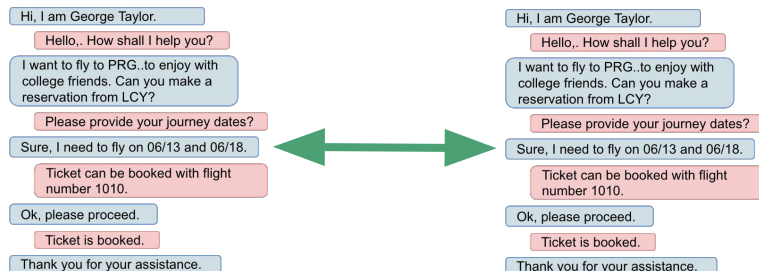 Hi, I am George Taylor.
Hello,. How shall I help you?
I want to fly to PRG..to enjoy with
college friends. Can you make a
reservation from LCY?
Please provide your journey dates?
Sure, I need to fly on 06/13 and 06/18.
Ticket can be booked with flight
number 1010.
Ok, please proceed.
Ticket is booked.
Thank you for your assistance.
Hi, I am George Taylor.
Hello,. How shall I help you?
I want to fly to PRG..to enjoy with
college friends. Can you make a
reservation from LCY?
Please provide your journey dates?
Sure, I need to fly on 06/13 and 06/18.
Ticket can be booked with flight
number 1010.
Ok, please proceed.
Ticket is booked.
Thank you for your assistance.